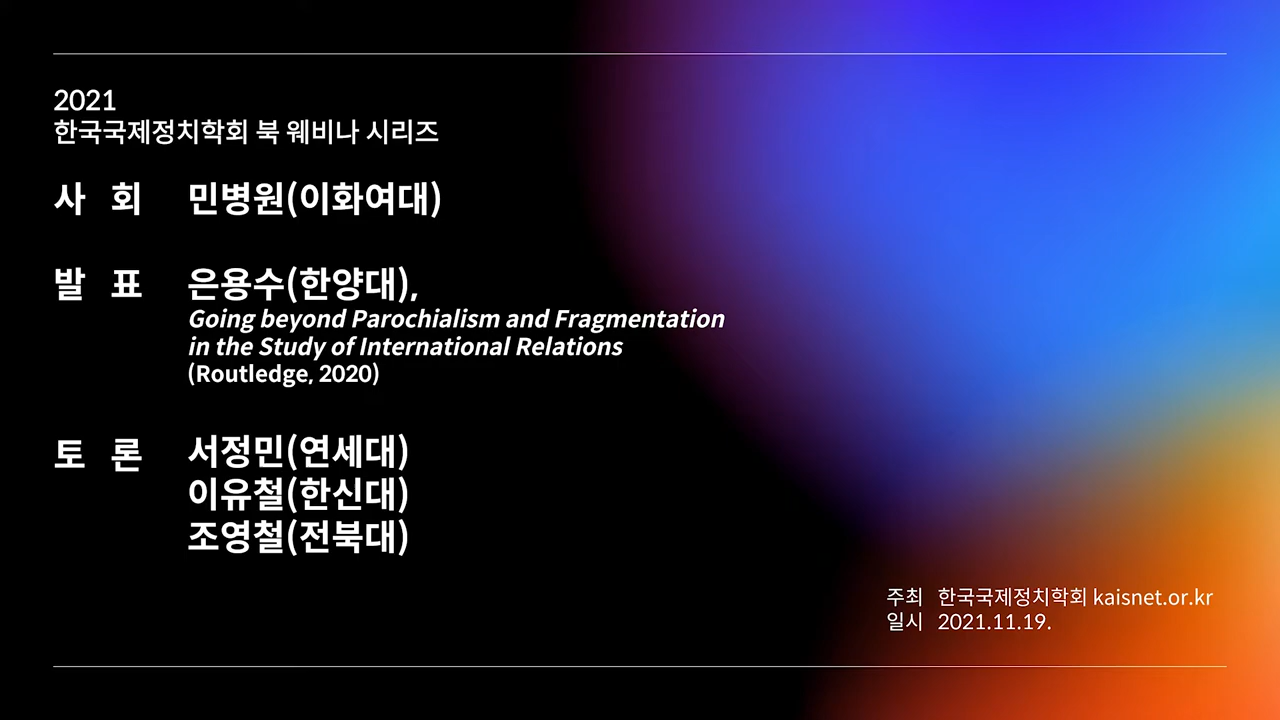 2021
한국국제정치학회 북 웨비나 시리즈
사 회 민병원(이화여대)
발 표 은용수(한양대),
Going beyond Parochialism and Fragmentation
in the Study of International Relations
(Routledge, 2020)
토 론 서정민(연세대)
이유철(한신대)
조영철(전북대)
주최 한국국제정치학회 kaisnet.or.kr
일시 2021.11.19.